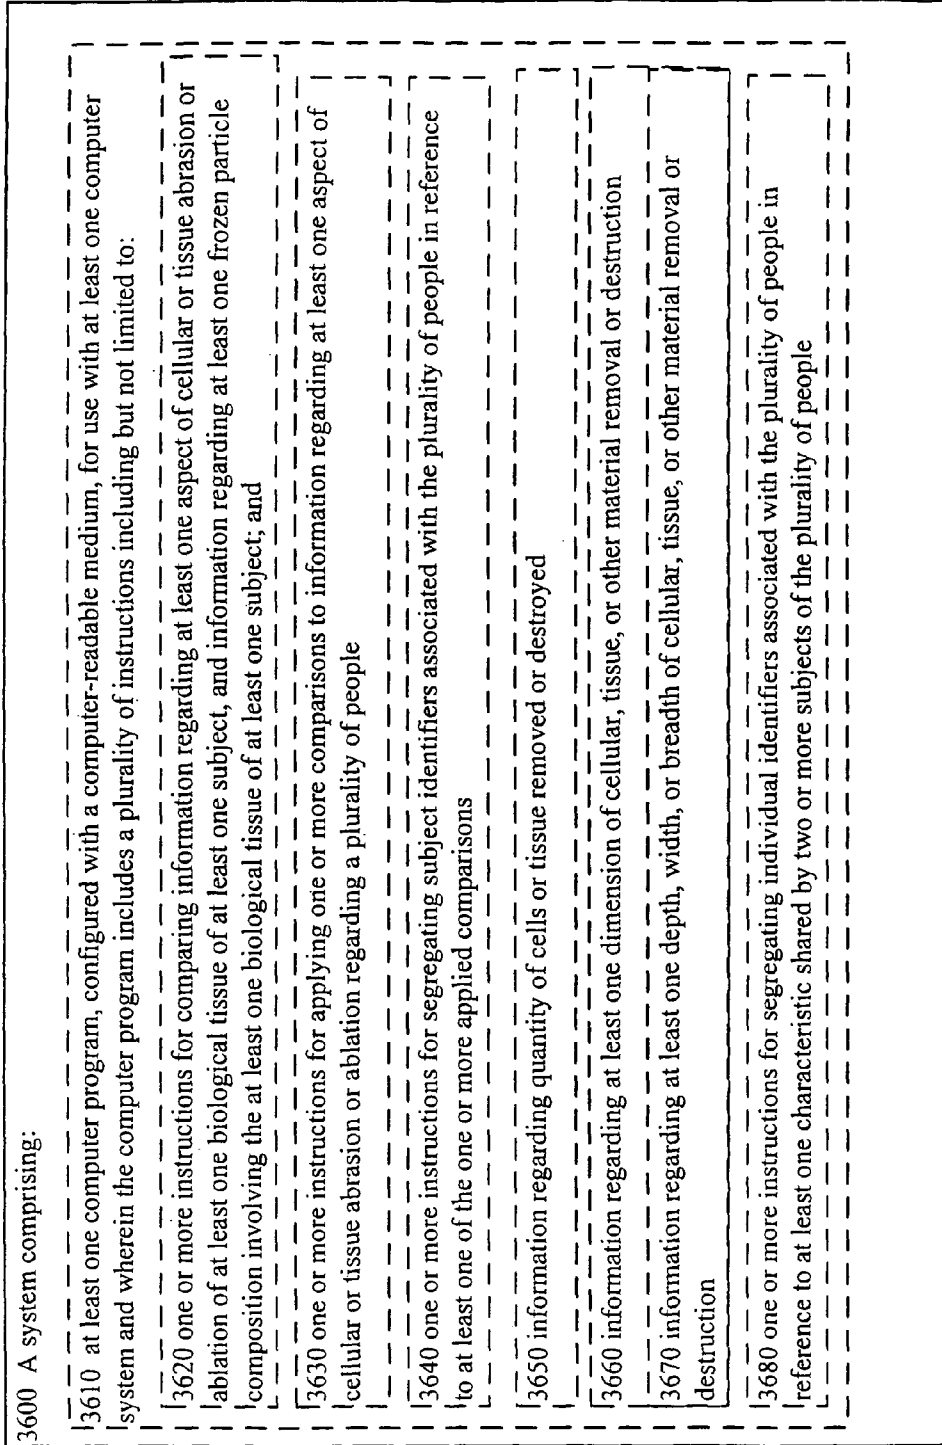 3600 A system comprising:
3610 at least one computer program, configured with a computer-readable medium, for use with at least one computer
system and wherein the computer program includes a plurality of instructions including but not limited to:
3620 one or more instructions for comparing information regarding at least one aspect of cellular or tissue abrasion or
ablation of at least one biological tissue of at least one subject, and information regarding at least one frozen particle
composition involving the at least one biological tissue of at least one subject; and
3630 one or more instructions for applying one or more comparisons to information regarding at least one aspect of
cellular or tissue abrasion or ablation regarding a plurality of people
3640 one or more instructions for segregating subject identifiers associated with the plurality of people in reference
to at least one of the one or more applied comparisons
3650 information regarding quantity of cells or tissue removed or destroyed
3660 information regarding at least one dimension of cellular, tissue, or other material removal or destruction
3670 information regarding at least one depth, width, or breadth of cellular, tissue, or other material removal or
destruction
3680 one or more instructions for segregating individual identifiers associated with the plurality of people in
reference to at least one characteristic shared by two or more subjects of the plurality of people